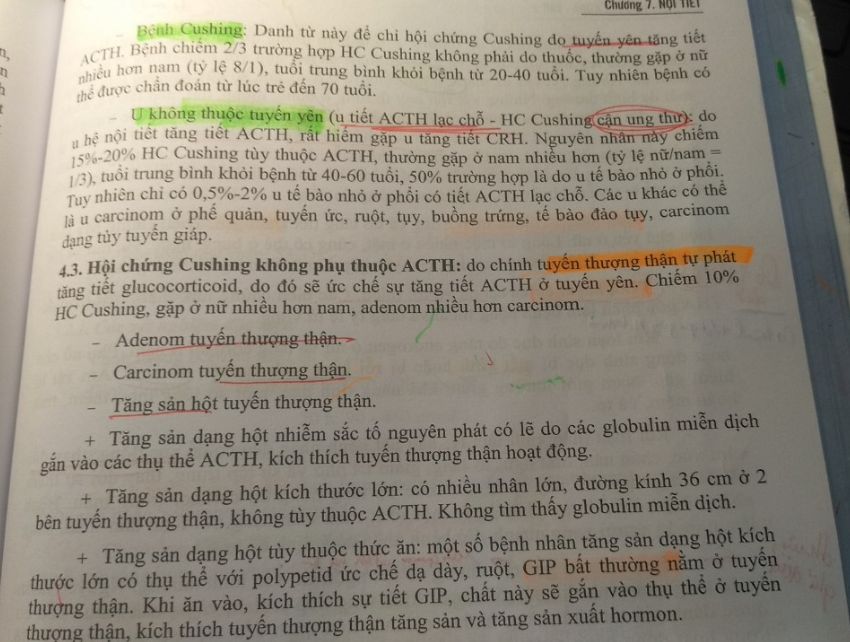 Chương 7. NỘI TIẾT
- Bệnh Cushing: Danh từ này để chỉ hội chứng Cushing do tuyến yên tăng tiết
ACTH. Bệnh chiếm 2/3 trường hợp HC Cushing không phải do thuốc, thường gặp ở nữ
nhiều hơn nam (tỷ lệ 8/1), tuổi trung bình khỏi bệnh từ 20-40 tuổi. Tuy nhiên bệnh có
thể được chẩn đoán từ lúc trẻ đến 70 tuổi.
- U không thuộc tuyến yên (u tiết ACTH lạc chỗ - HC Cushing cận ung thư): do
u hệ nội tiết tăng tiết ACTH, rất hiếm gặp u tăng tiết CRH. Nguyên nhân này chiếm
15%-20% HC Cushing tùy thuộc ACTH, thường gặp ở nam nhiều hơn (tỷ lệ nữ/nam =
1/3), tuổi trung bình khỏi bệnh từ 40-60 tuổi, 50% trường hợp là do u tế bào nhỏ ở phổi.
Tuy nhiên chỉ có 0,5%-2% u tế bào nhỏ ở phổi có tiết ACTH lạc chỗ. Các u khác có thể
là u carcinom ở phế quản, tuyến ức, ruột, tụy, buồng trứng, tế bào đảo tụy, carcinom
dạng tủy tuyến giáp.
4.3. Hội chứng Cushing không phụ thuộc ACTH: do chính tuyến thượng thận tự phát
tăng tiết glucocorticoid, do đó sẽ ức chế sự tăng tiết ACTH ở tuyến yên. Chiếm 10%
HC Cushing, gặp ở nữ nhiều hơn nam, adenom nhiều hơn carcinom.
- Adenom tuyến thượng thận.
- Carcinom tuyến thượng thận.
- Tăng sản hột tuyến thượng thận.
+ Tăng sản dạng hột nhiễm sắc tố nguyên phát có lẽ do các globulin miễn dịch
gắn vào các thụ thể ACTH, kích thích tuyến thượng thận hoạt động.
+ Tăng sản dạng hột kích thước lớn: có nhiều nhân lớn, đường kính 36 cm ở 2
bên tuyến thượng thận, không tùy thuộc ACTH. Không tìm thấy globulin miễn dịch.
+ Tăng sản dạng hột tùy thuộc thức ăn: một số bệnh nhân tăng sản dạng hột kích
thước lớn có thụ thể với polypetid ức chế dạ dày, ruột, GIP bất thường nằm ở tuyến
thượng thận. Khi ăn vào, kích thích sự tiết GIP, chất này sẽ gắn vào thụ thể ở tuyến
thượng thận, kích thích tuyến thượng thận tăng sản và tăng sản xuất hormon.